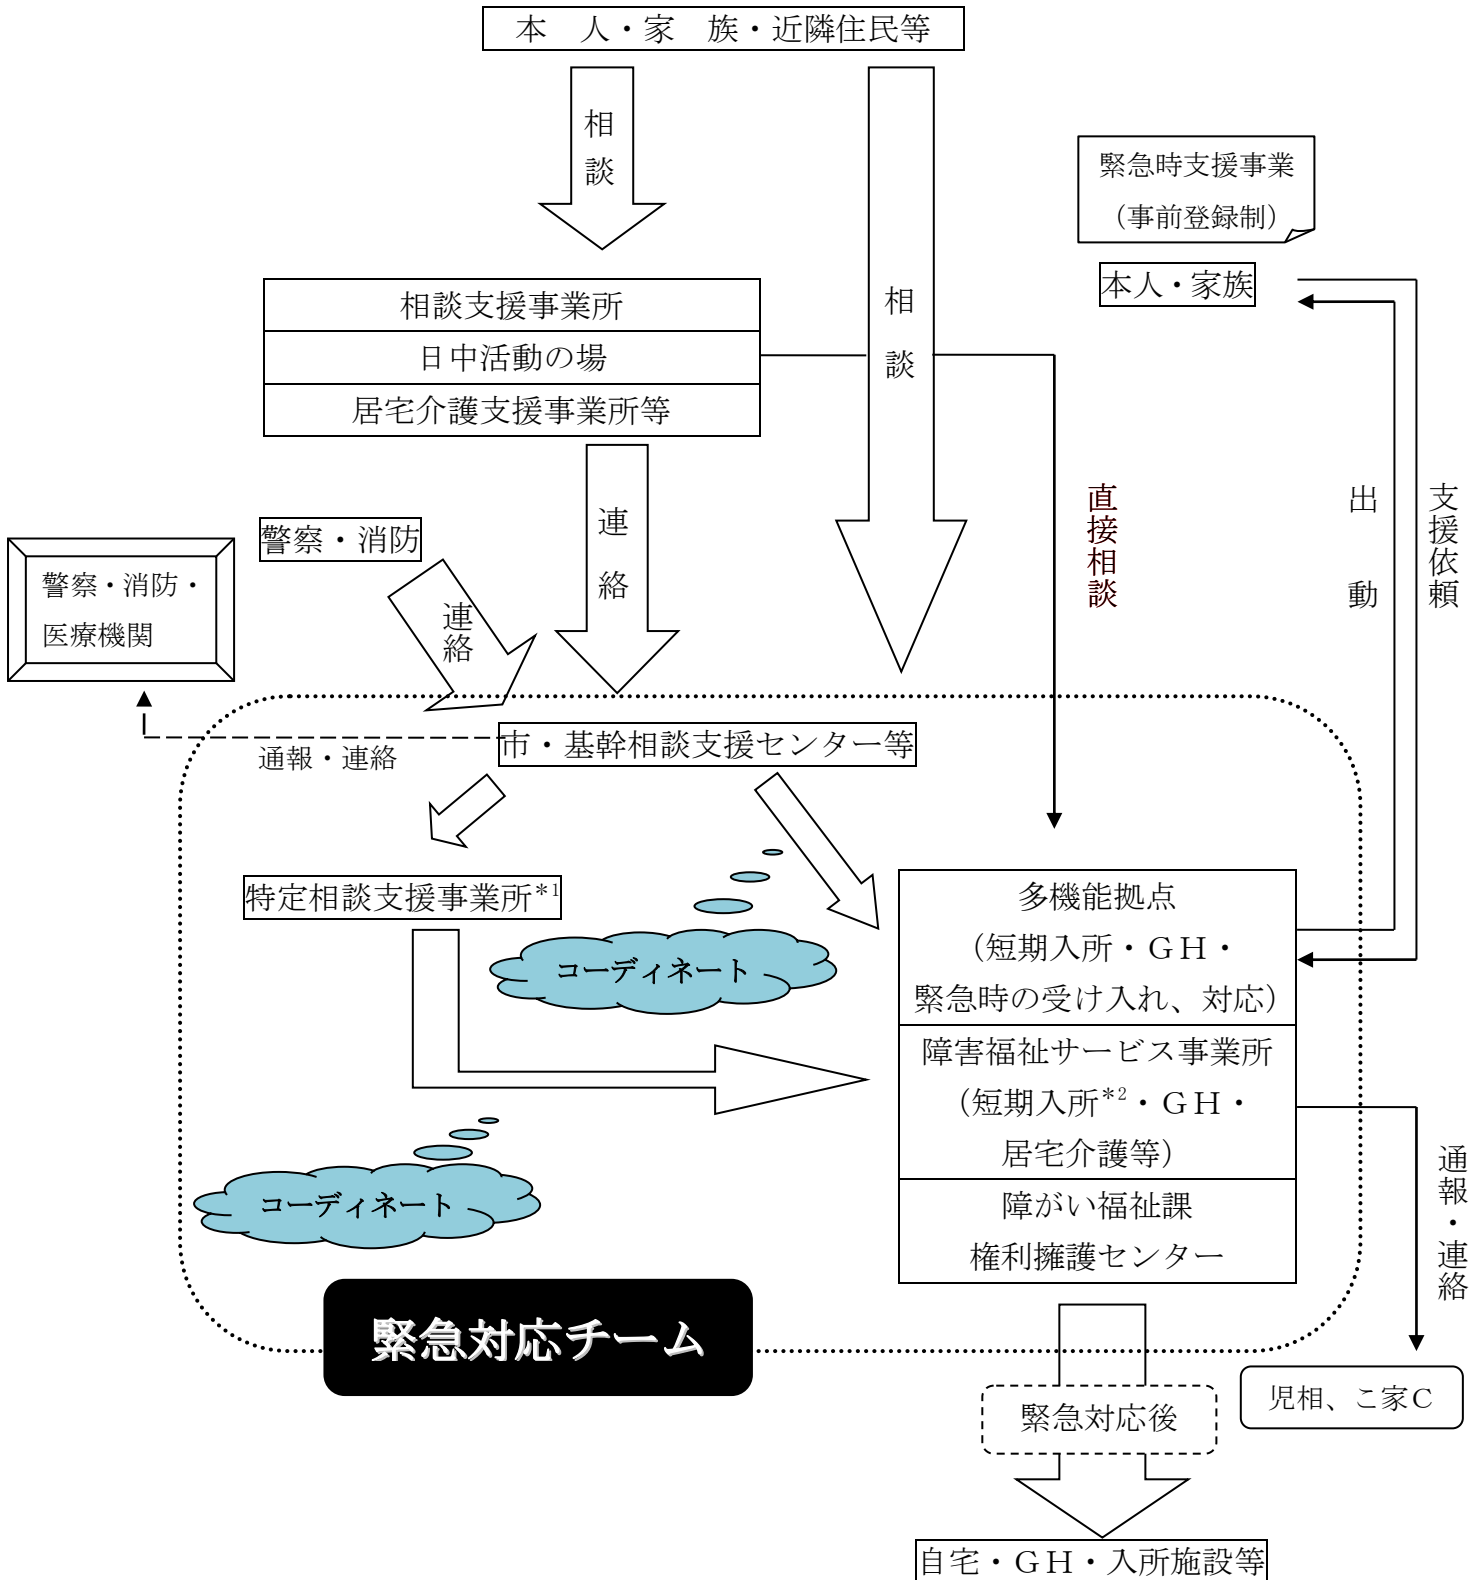 本　人・家　族・近隣住民等
相談
相談
緊急時支援事業
（事前登録制）
本人・家族
相談支援事業所
日中活動の場
居宅介護支援事業所等
連絡
直接相談
出動
支援依頼
警察・消防
連絡
警察・消防・
医療機関
市・基幹相談支援センター等
通報・連絡
特定相談支援事業所*1
コーディネート
多機能拠点
（短期入所・ＧＨ・
緊急時の受け入れ、対応）
障害福祉サービス事業所
（短期入所*2・ＧＨ・
居宅介護等）
障がい福祉課
権利擁護センター
コーディネート
通報・連絡
緊急対応チーム
児相、こ家Ｃ
緊急対応後
自宅・ＧＨ・入所施設等